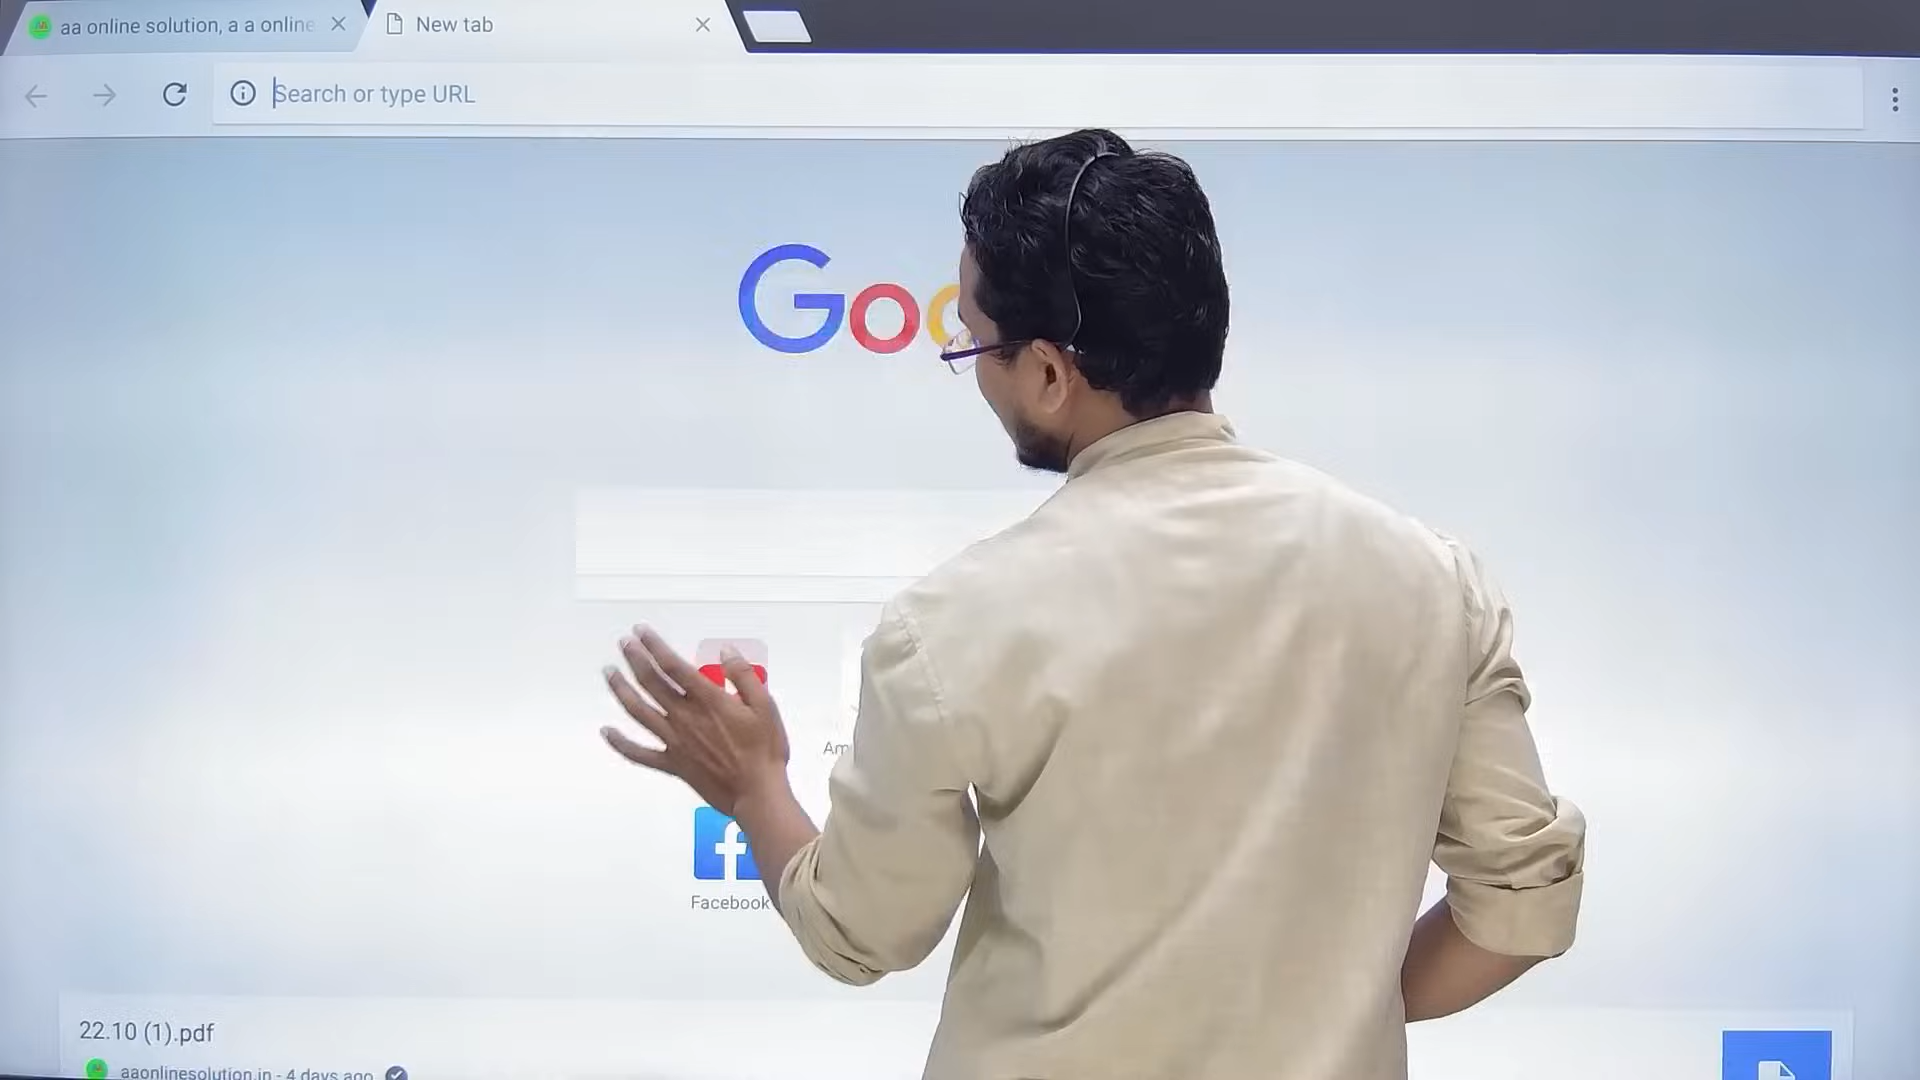 aa online solution, a a online
New tab
Search or type URL
Goo
Am
Facebook
22.10 (1).pdf
aaonlinesolution.in - 4 days ago